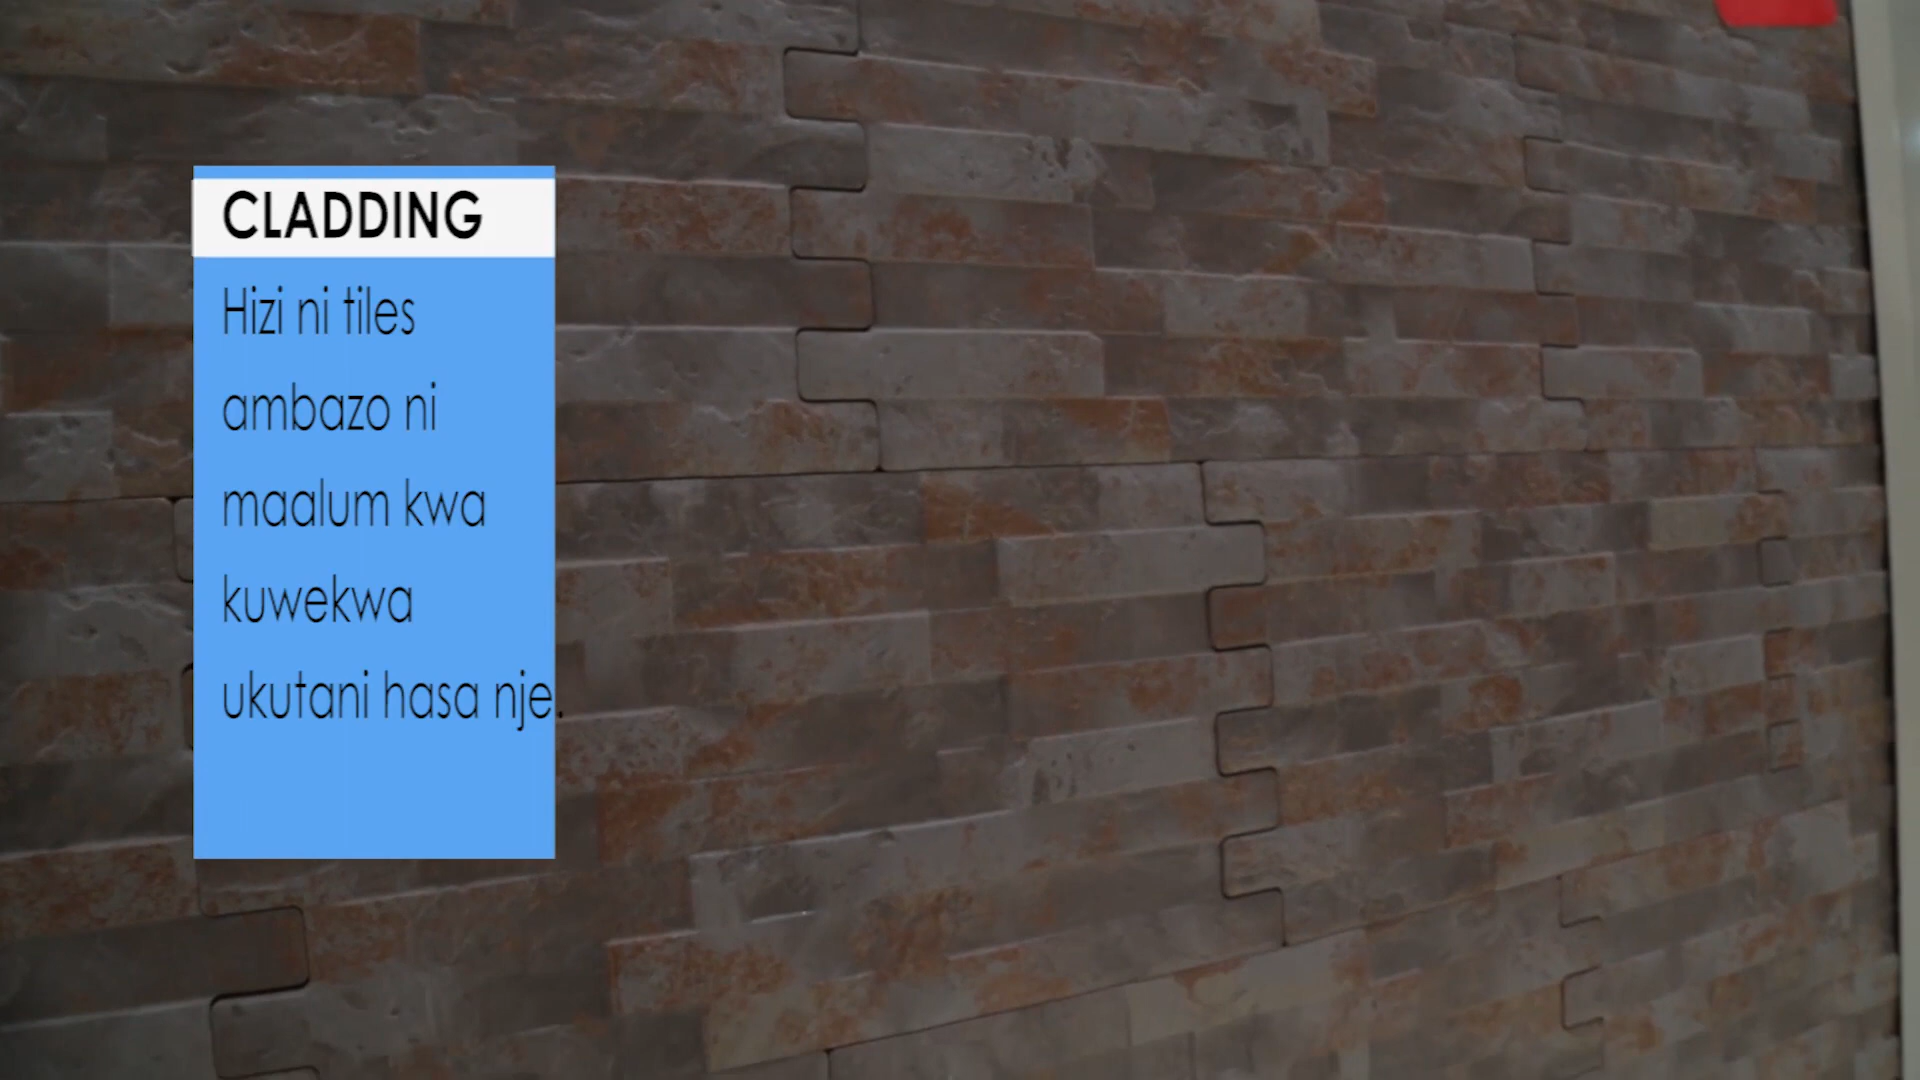 CLADDING
Hizi ni tiles
ambazo ni
maalum kwa
kuwekwa
ukutani hasa nje.